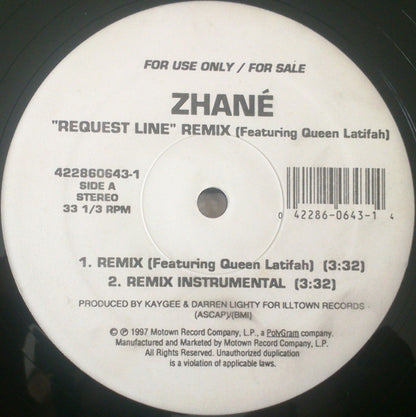 FOR USE ONLY / FOR SALE
ZHANÉ
"REQUEST LINE" REMIX (Featuring Queen Latifah)
422860643-1
SIDE A
STEREO
33 1/3 RPM
0 42286-0643-1 4
1. REMIX (Featuring Queen Latifah) (3:32)
2. REMIX INSTRUMENTAL (3:32)
PRODUCED BY KAYGEE & DARREN LIGHTY FOR ILLTOWN RECORDS
(ASCAP)/(BMI)
© ℗ 1997 Motown Record Company, L.P., a PolyGram company.
Manufactured and Marketed by Motown Record Company, L.P.
All Rights Reserved. Unauthorized duplication
is a violation of applicable laws.